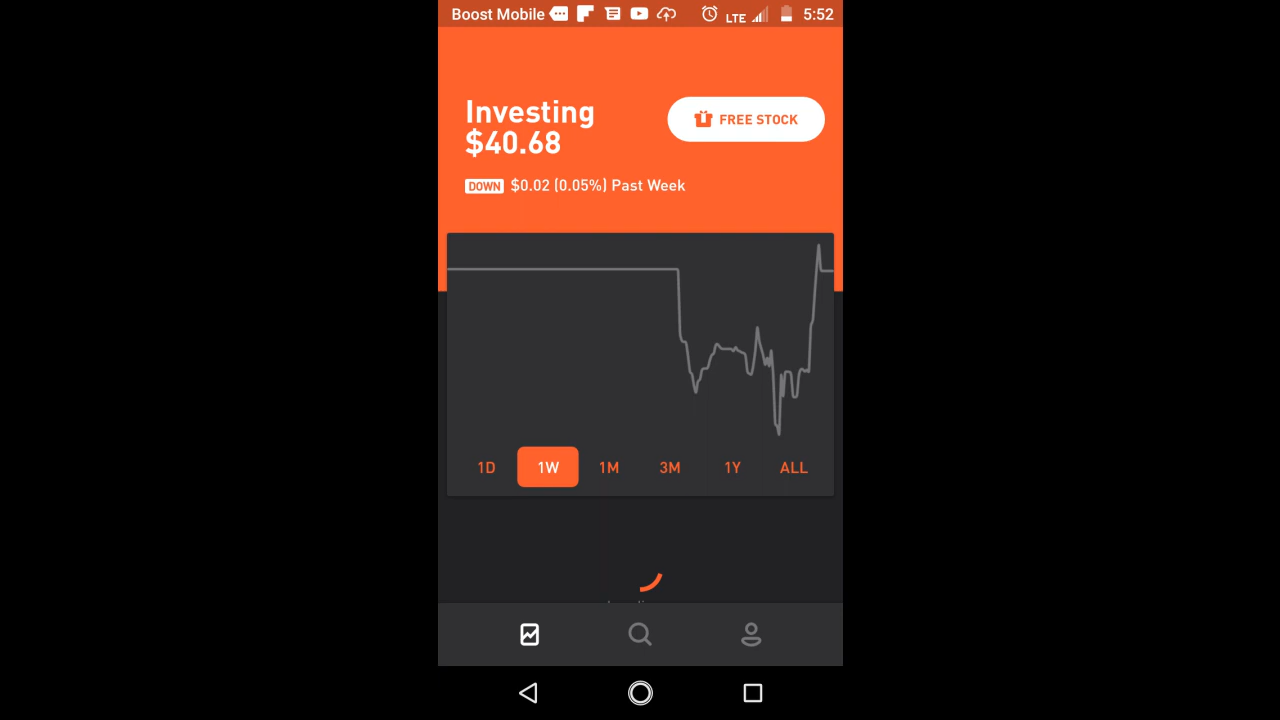 Boost Mobile LTE 5:52
Investing
$40.68
FREE STOCK
DOWN $0.02 (0.05%) Past Week
1D 1W 1M 3M 1Y ALL